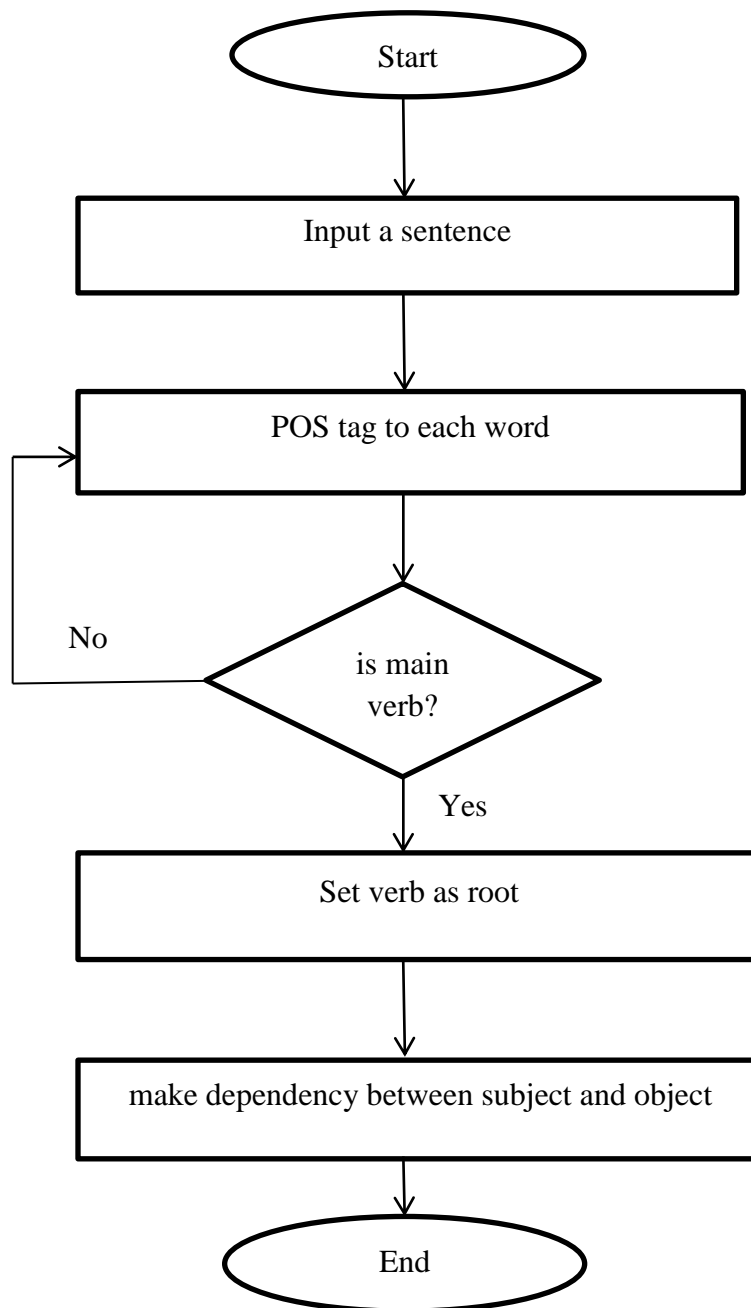 Start
Input a sentence
POS tag to each word
No
is main
verb?
Yes
Set verb as root
make dependency between subject and object
End